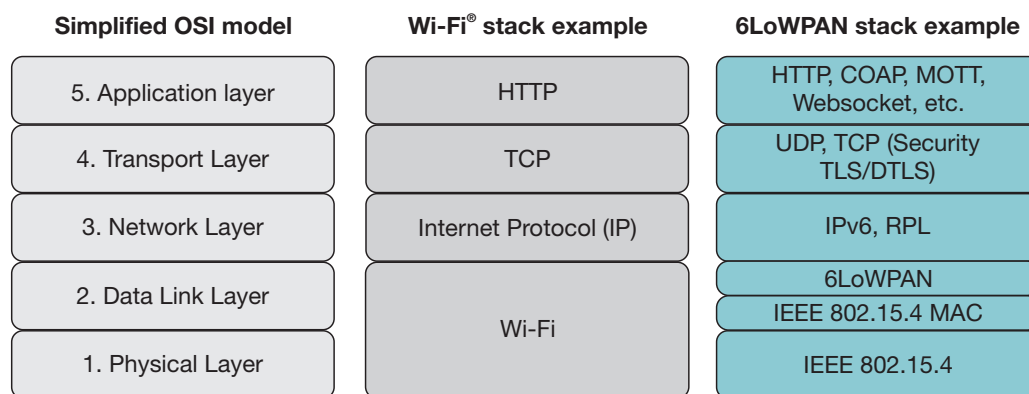 Simplified OSI model
Wi-Fi® stack example
6LoWPAN stack example
5. Application layer
HTTP
HTTP, COAP, MOTT,
Websocket, etc.
4. Transport Layer
TCP
UDP, TCP (Security
TLS/DTLS)
3. Network Layer
Internet Protocol (IP)
IPv6, RPL
2. Data Link Layer
Wi-Fi
6LoWPAN
IEEE 802.15.4 MAC
1. Physical Layer
IEEE 802.15.4